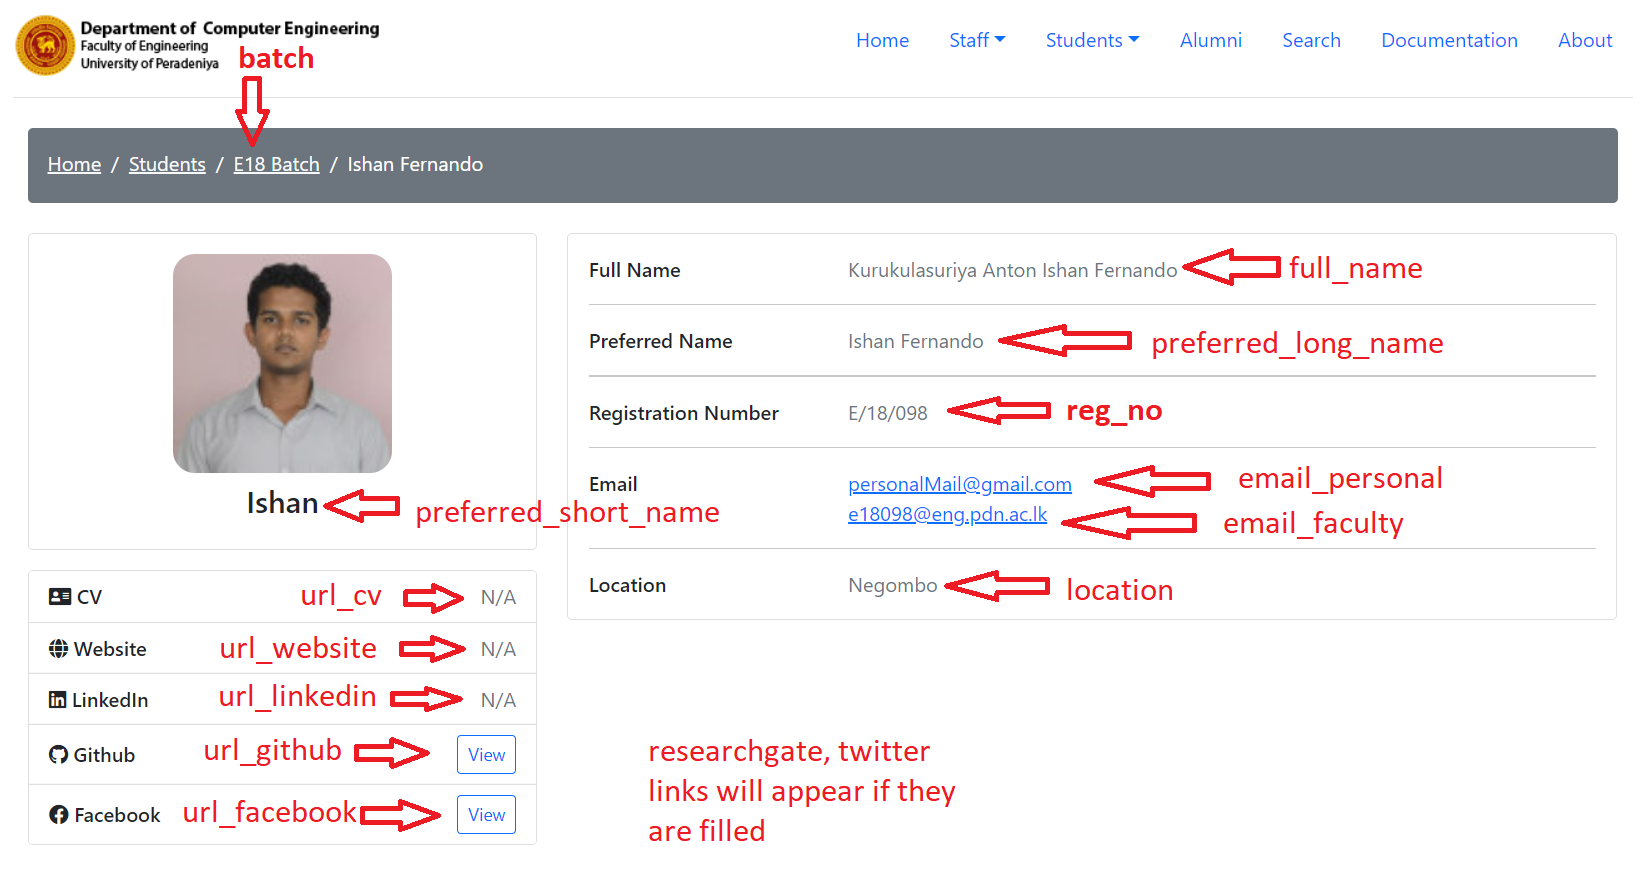 Department of Computer Engineering
Faculty of Engineering
University of Peradeniya
Home Staff Students Alumni Search Documentation About
batch
Home / Students / E18 Batch / Ishan Fernando
Full Name Kurukulasuriya Anton Ishan Fernando full_name
Preferred Name Ishan Fernando preferred_long_name
Registration Number E/18/098 reg_no
Email personalMail@gmail.com email_personal
e18098@eng.pdn.ac.lk email_faculty
Location Negombo location
Ishan preferred_short_name
CV url_cv N/A
Website url_website N/A
LinkedIn url_linkedin N/A
Github url_github View
Facebook url_facebook View
researchgate, twitter
links will appear if they
are filled